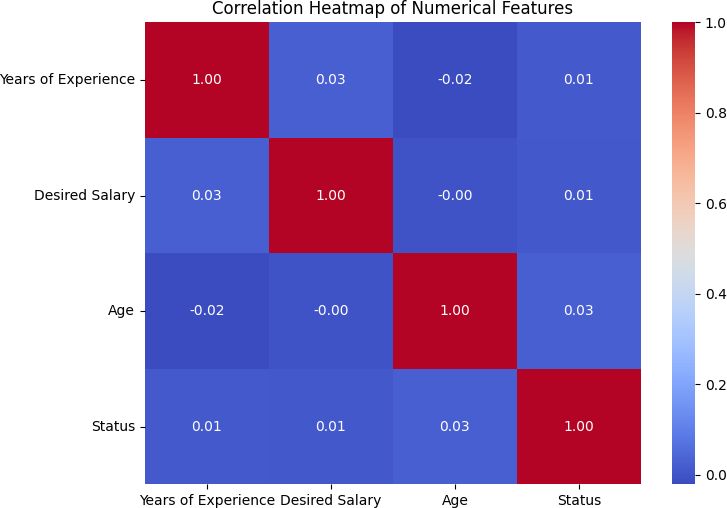 Correlation Heatmap of Numerical Features
Years of Experience 1.00 0.03 -0.02 0.01
Desired Salary 0.03 1.00 -0.00 0.01
Age -0.02 -0.00 1.00 0.03
Status 0.01 0.01 0.03 1.00
Years of Experience Desired Salary Age Status
1.0
0.8
0.6
0.4
0.2
0.0